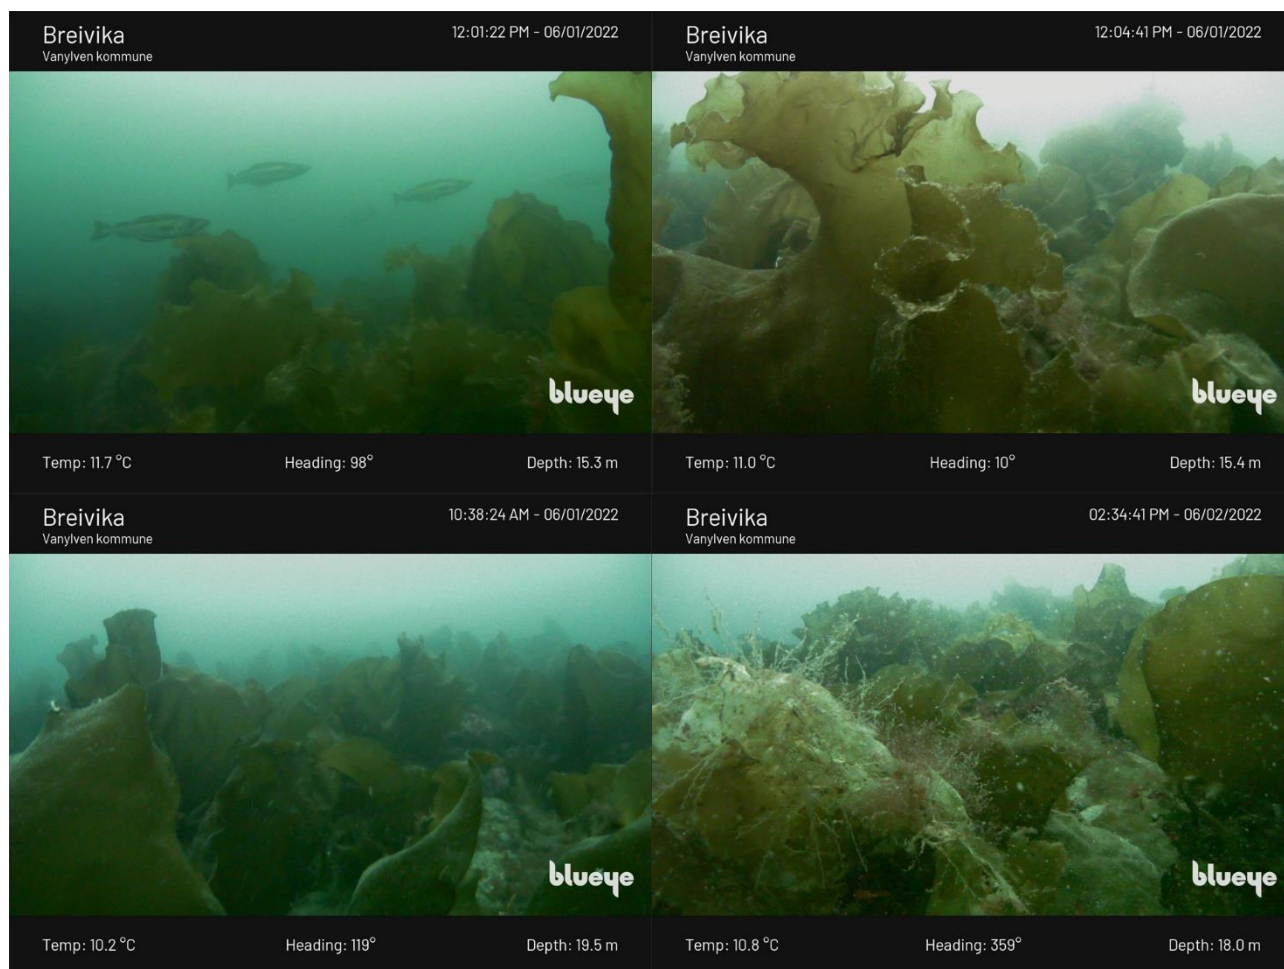 Breivika
12:01:22 PM - 06/01/2022
Vanylven kommune
blueye
Temp: 11.7 °C
Heading: 98°
Depth: 15.3 m
Breivika
12:04:41 PM - 06/01/2022
Vanylven kommune
blueye
Temp: 11.0 °C
Heading: 10°
Depth: 15.4 m
Breivika
10:38:24 AM - 06/01/2022
Vanylven kommune
blueye
Temp: 10.2 °C
Heading: 119°
Depth: 19.5 m
Breivika
02:34:41 PM - 06/02/2022
Vanylven kommune
blueye
Temp: 10.8 °C
Heading: 359°
Depth: 18.0 m